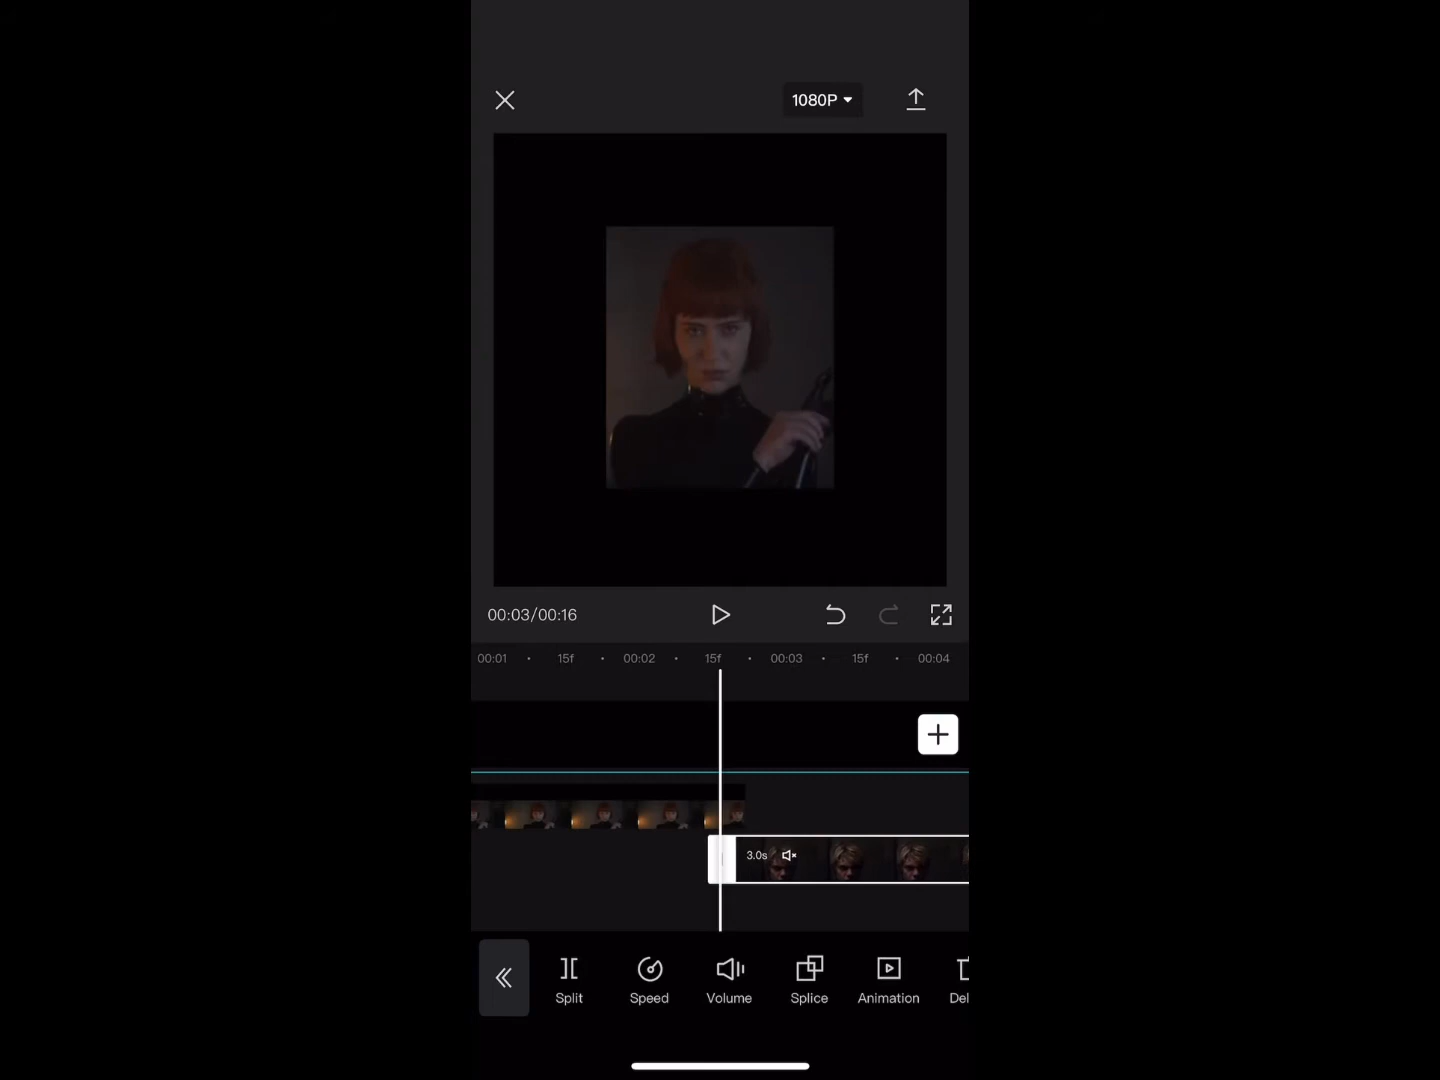 1080P
00:03/00:16
00:01 15f 00:02 15f 00:03 15f 00:04
3.0s
Split Speed Volume Splice Animation Del